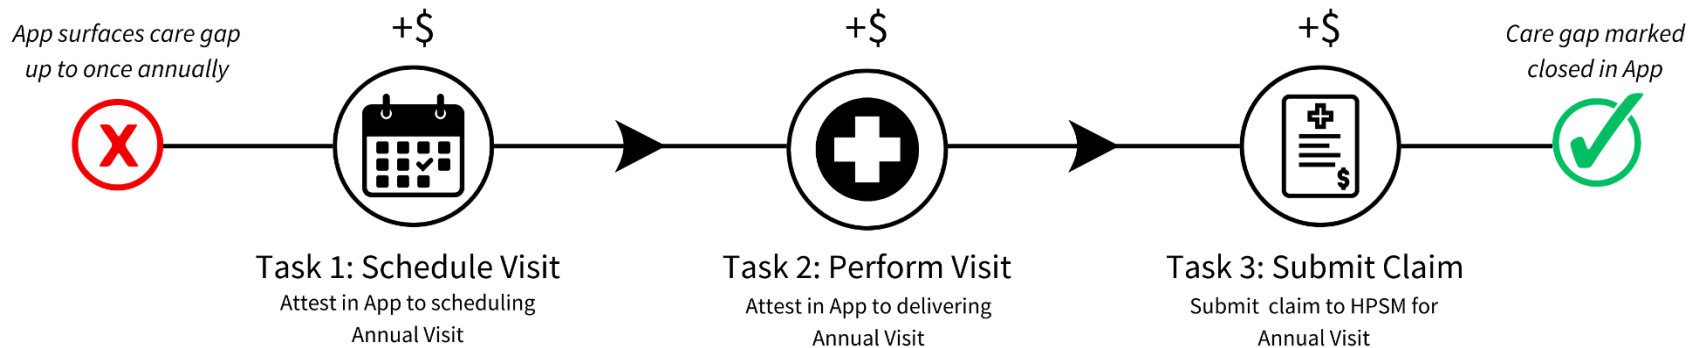 App surfaces care gap
up to once annually
X
+$
Task 1: Schedule Visit
Attest in App to scheduling
Annual Visit
+$
Task 2: Perform Visit
Attest in App to delivering
Annual Visit
+$
$
Task 3: Submit Claim
Submit claim to HPSM for
Annual Visit
Care gap marked
closed in App